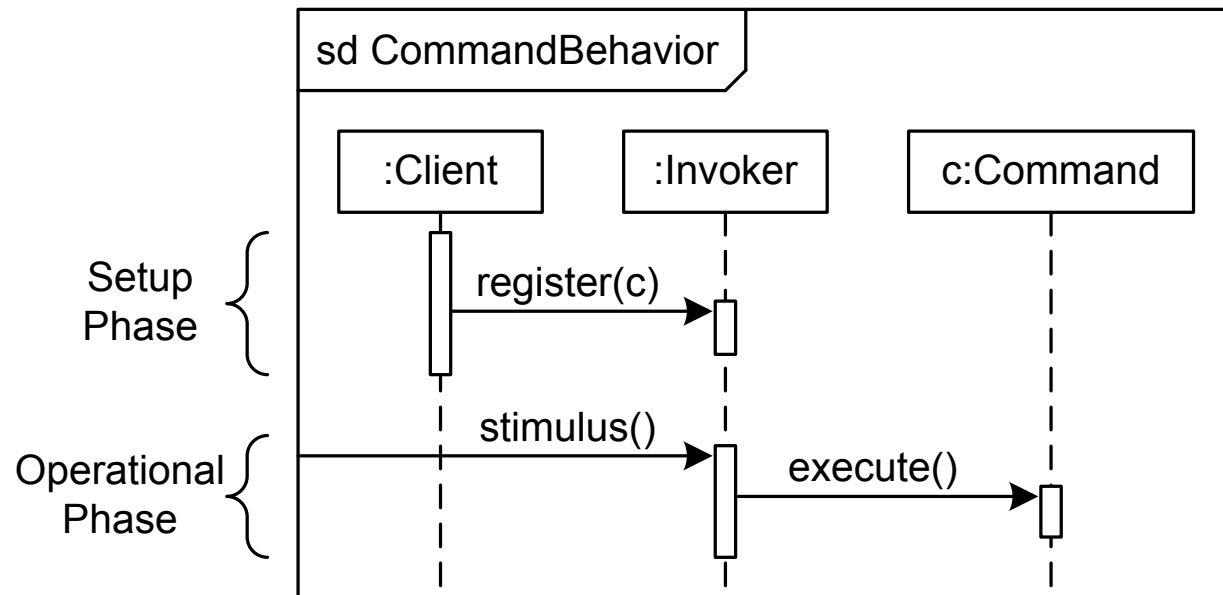 sd CommandBehavior
:Client
:Invoker
c:Command
Setup
Phase
register(c)
stimulus()
Operational
Phase
execute()